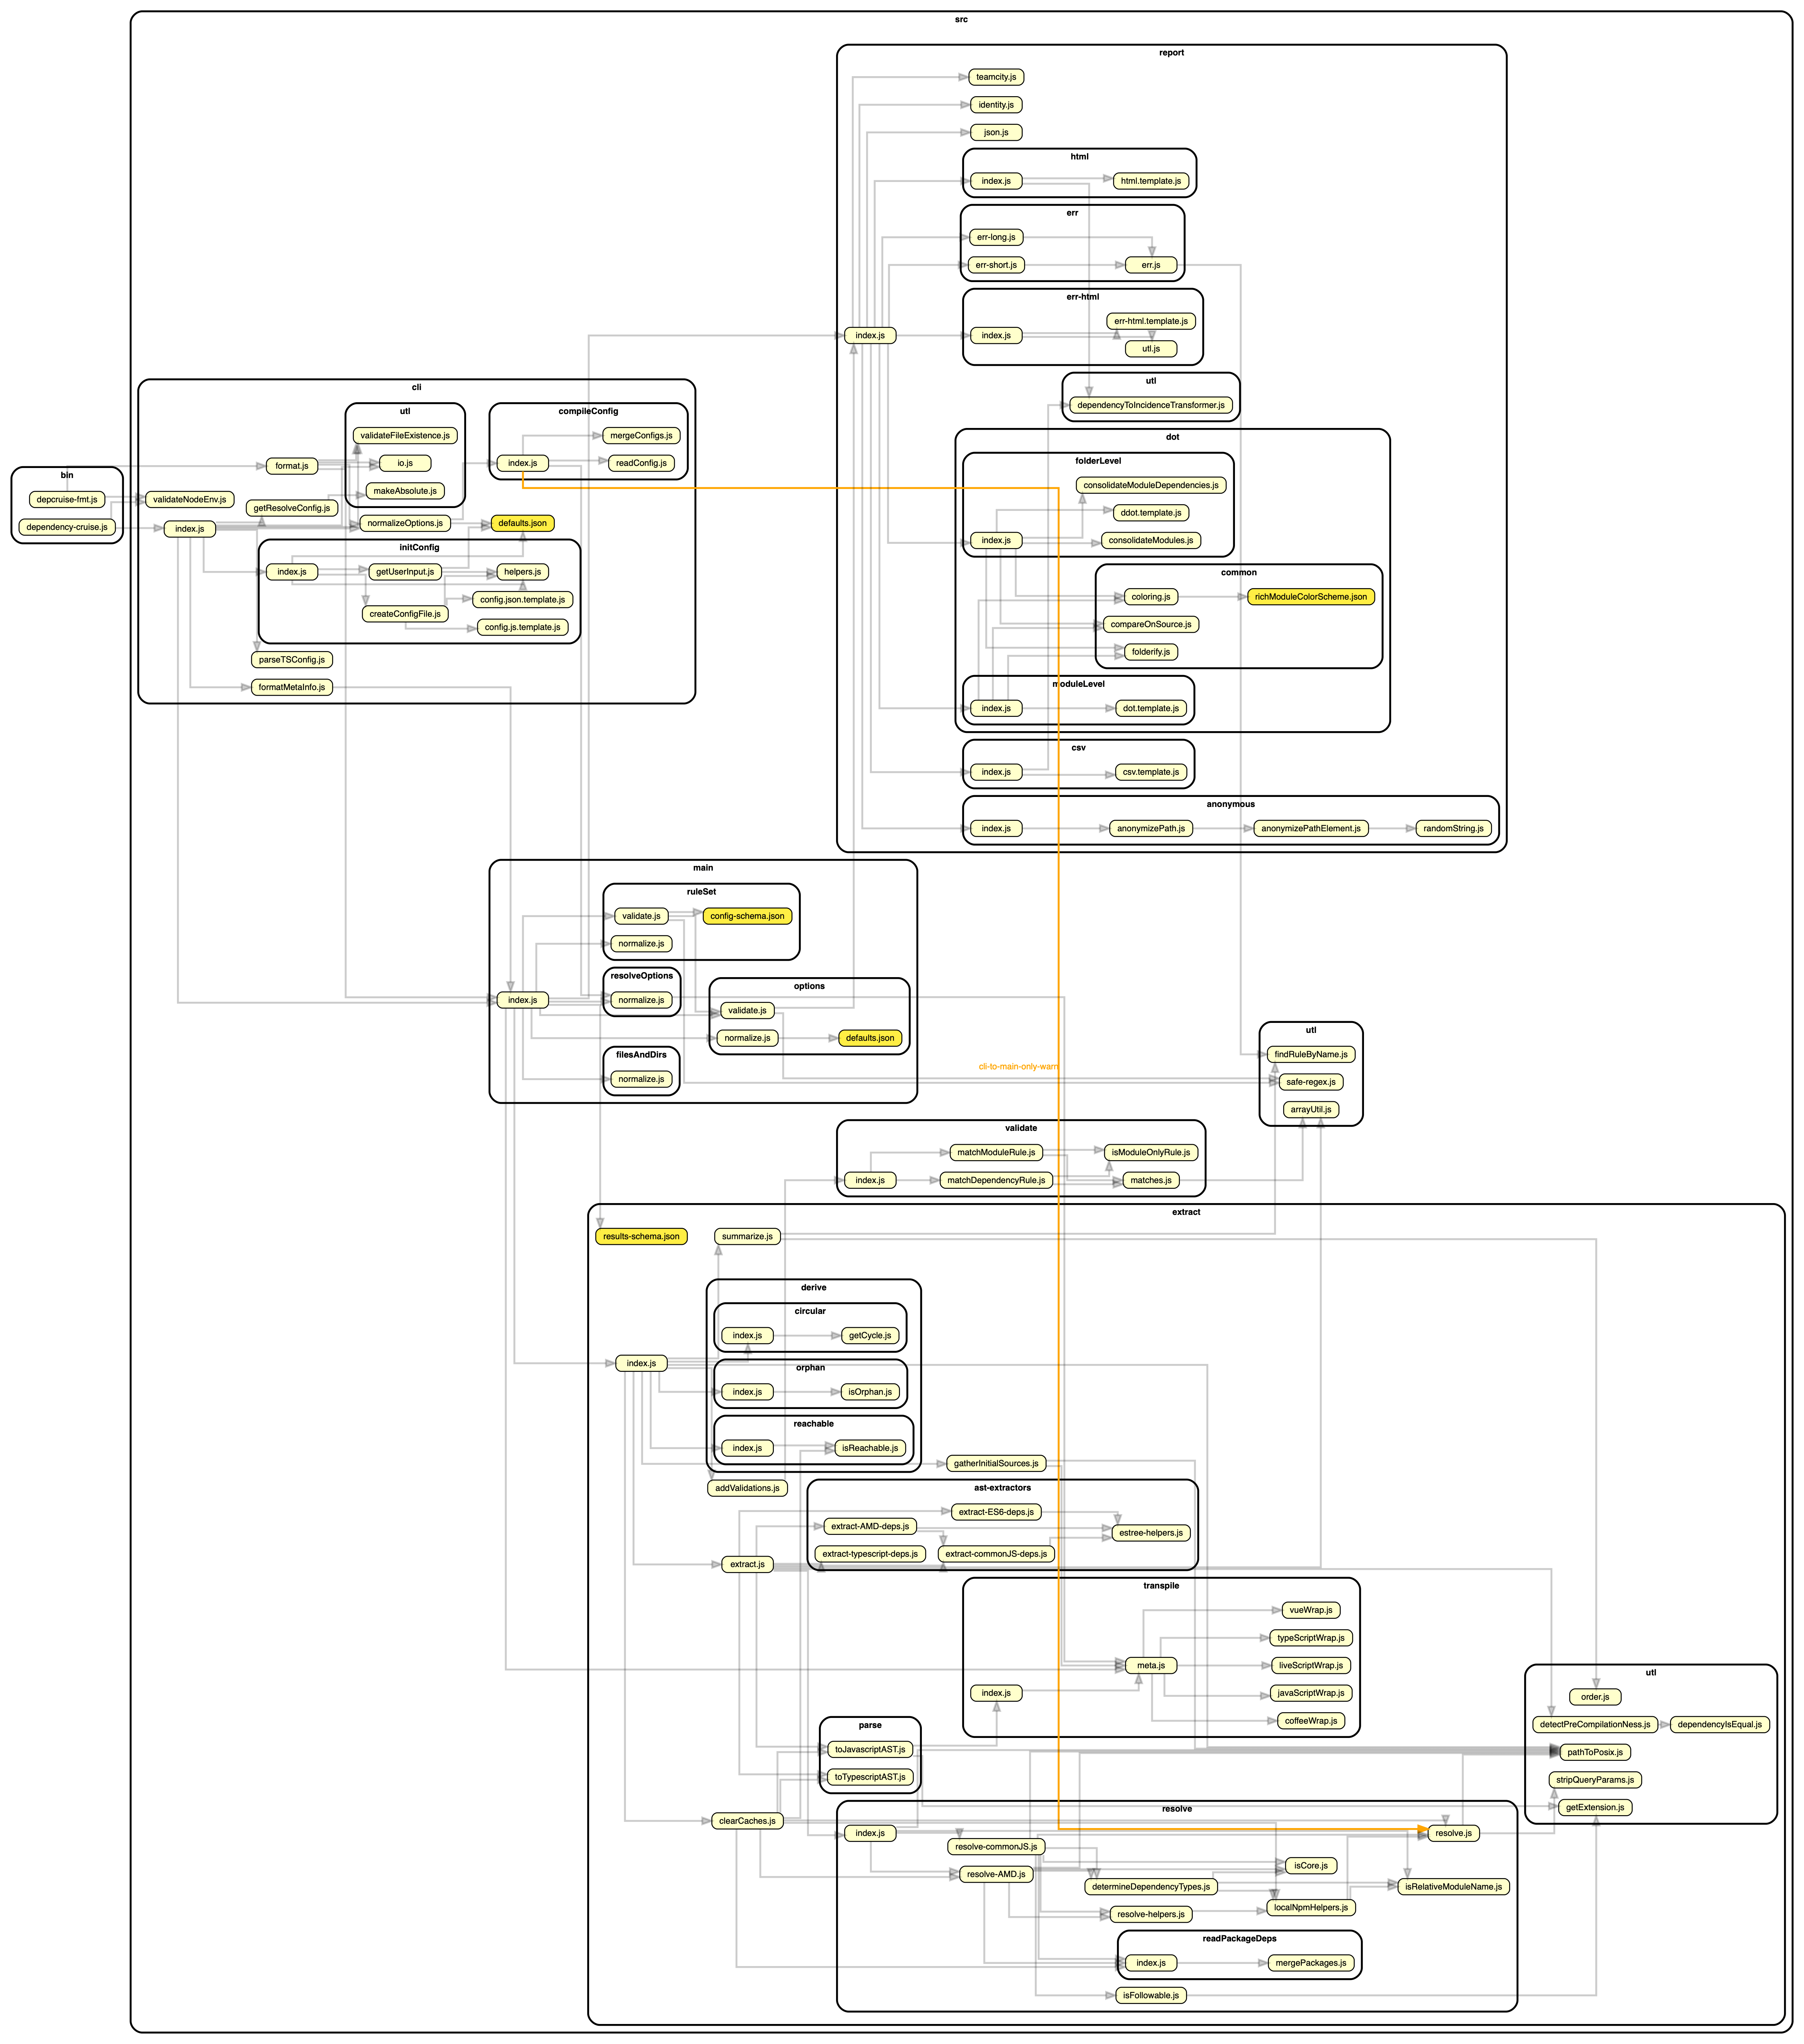 src
report
teamcity.js
identity.js
json.js
html
index.js
html.template.js
err
err-long.js
err-short.js
err.js
err-html
err-html.template.js
index.js
index.js
utl.js
utl
dependencyToIncidenceTransformer.js
dot
folderLevel
consolidateModuleDependencies.js
ddot.template.js
index.js
consolidateModules.js
common
coloring.js
richModuleColorScheme.json
compareOnSource.js
folderify.js
moduleLevel
index.js
dot.template.js
csv
index.js
csv.template.js
anonymous
index.js
anonymizePath.js
anonymizePathElement.js
randomString.js
cli
utl
validateFileExistence.js
io.js
makeAbsolute.js
compileConfig
mergeConfigs.js
index.js
readConfig.js
format.js
bin
depcruise-fmt.js
dependency-cruise.js
validateNodeEnv.js
getResolveConfig.js
index.js
normalizeOptions.js
defaults.json
initConfig
index.js
getUserInput.js
helpers.js
config.json.template.js
createConfigFile.js
config.js.template.js
parseTSConfig.js
formatMetaInfo.js
main
ruleSet
validate.js
config-schema.json
normalize.js
resolveOptions
index.js
normalize.js
options
validate.js
normalize.js
defaults.json
filesAndDirs
normalize.js
cli-to-main-only-warn
utl
findRuleByName.js
safe-regex.js
arrayUtil.js
validate
matchModuleRule.js
isModuleOnlyRule.js
index.js
matchDependencyRule.js
matches.js
extract
results-schema.json
summarize.js
derive
circular
index.js
getCycle.js
index.js
orphan
index.js
isOrphan.js
reachable
index.js
isReachable.js
gatherInitialSources.js
addValidations.js
ast-extractors
extract-ES6-deps.js
extract-AMD-deps.js
estree-helpers.js
extract-typescript-deps.js
extract-commonJS-deps.js
extract.js
transpile
vueWrap.js
typeScriptWrap.js
meta.js
liveScriptWrap.js
index.js
javaScriptWrap.js
coffeeWrap.js
utl
order.js
detectPreCompilationNess.js
dependencyIsEqual.js
pathToPosix.js
stripQueryParams.js
getExtension.js
parse
toJavascriptAST.js
toTypescriptAST.js
clearCaches.js
resolve
index.js
resolve.js
resolve-commonJS.js
isCore.js
resolve-AMD.js
determineDependencyTypes.js
isRelativeModuleName.js
localNpmHelpers.js
resolve-helpers.js
readPackageDeps
index.js
mergePackages.js
isFollowable.js